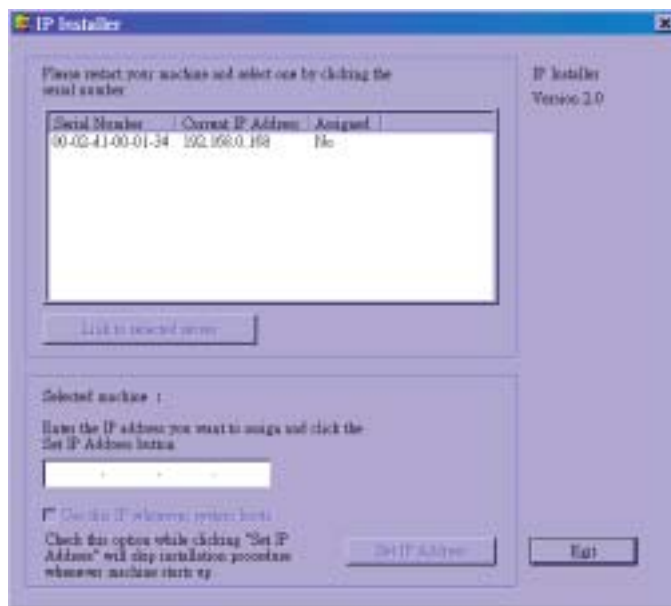 IP Installer
Please restart your machine and select one by clicking the
serial number
IP Installer
Version 2.0
Serial Number Current IP Address Assigned
00-02-41-00-01-34 192.168.0.168 No
Link to selected server
Selected machine :
Enter the IP address you want to assign and click the
Set IP Address button
. . .
Use this IP whenever system boots
Check this option while clicking "Set IP
Address" will skip installation procedure
whenever machine starts up
Set IP Address
Exit